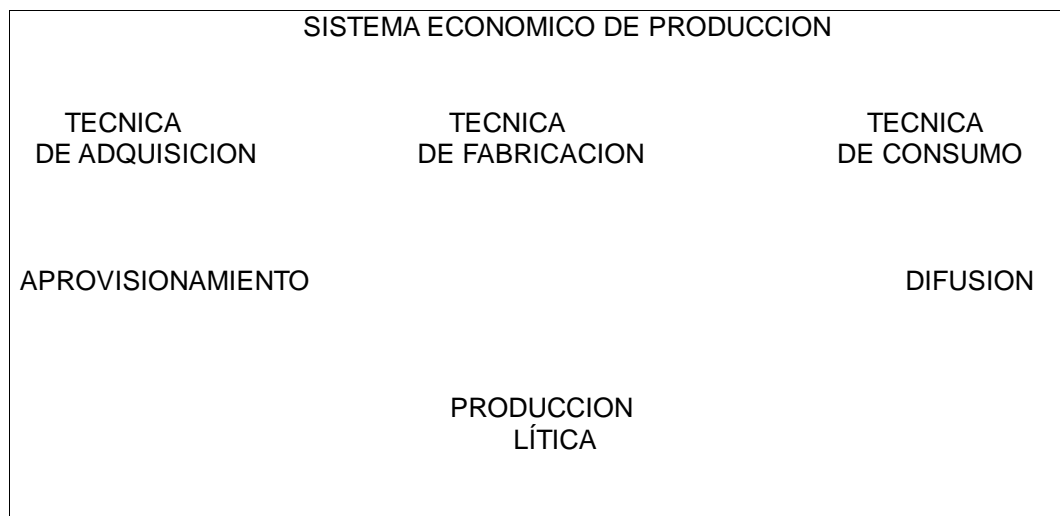 SISTEMA ECONOMICO DE PRODUCCION
TECNICA
DE ADQUISICION
TECNICA
DE FABRICACION
TECNICA
DE CONSUMO
APROVISIONAMIENTO
DIFUSION
PRODUCCION
LÍTICA